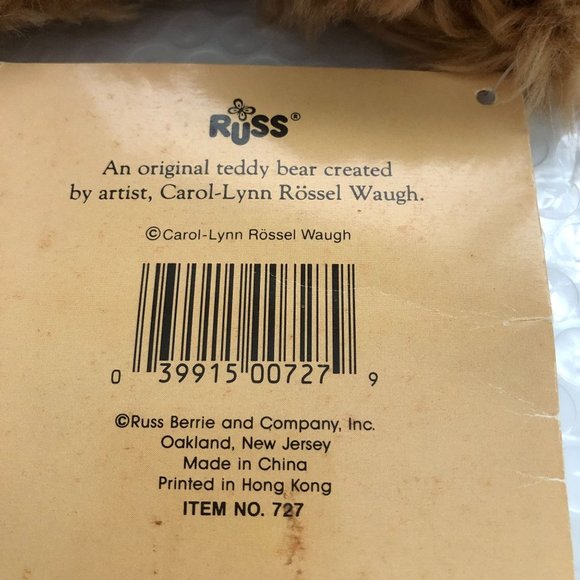 RUSS®
An original teddy bear created
by artist, Carol-Lynn Rössel Waugh.
©Carol-Lynn Rössel Waugh
0 39915 00727 9
©Russ Berrie and Company, Inc.
Oakland, New Jersey
Made in China
Printed in Hong Kong
ITEM NO. 727